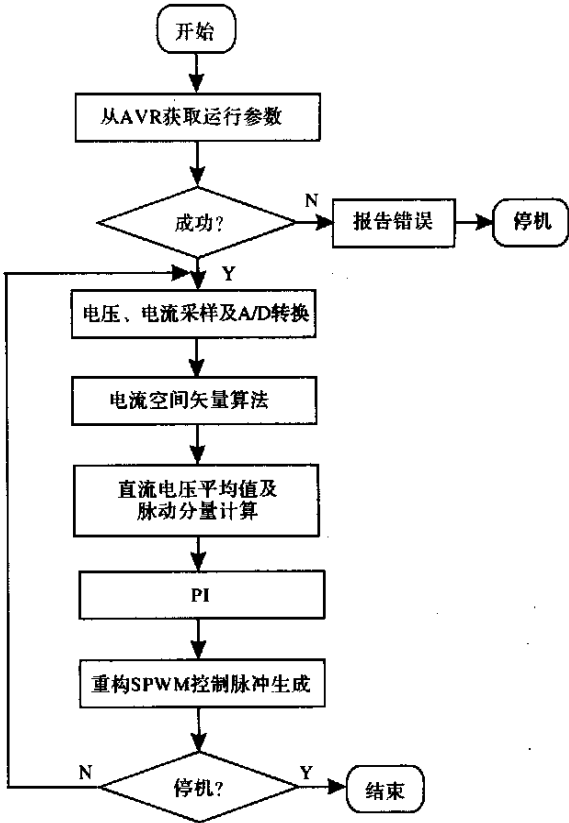 开始
从AVR获取运行参数
成功?
N
报告错误
停机
Y
电压、电流采样及A/D转换
电流空间矢量算法
直流电压平均值及
脉动分量计算
PI
重构SPWM控制脉冲生成
N
停机?
Y
结束